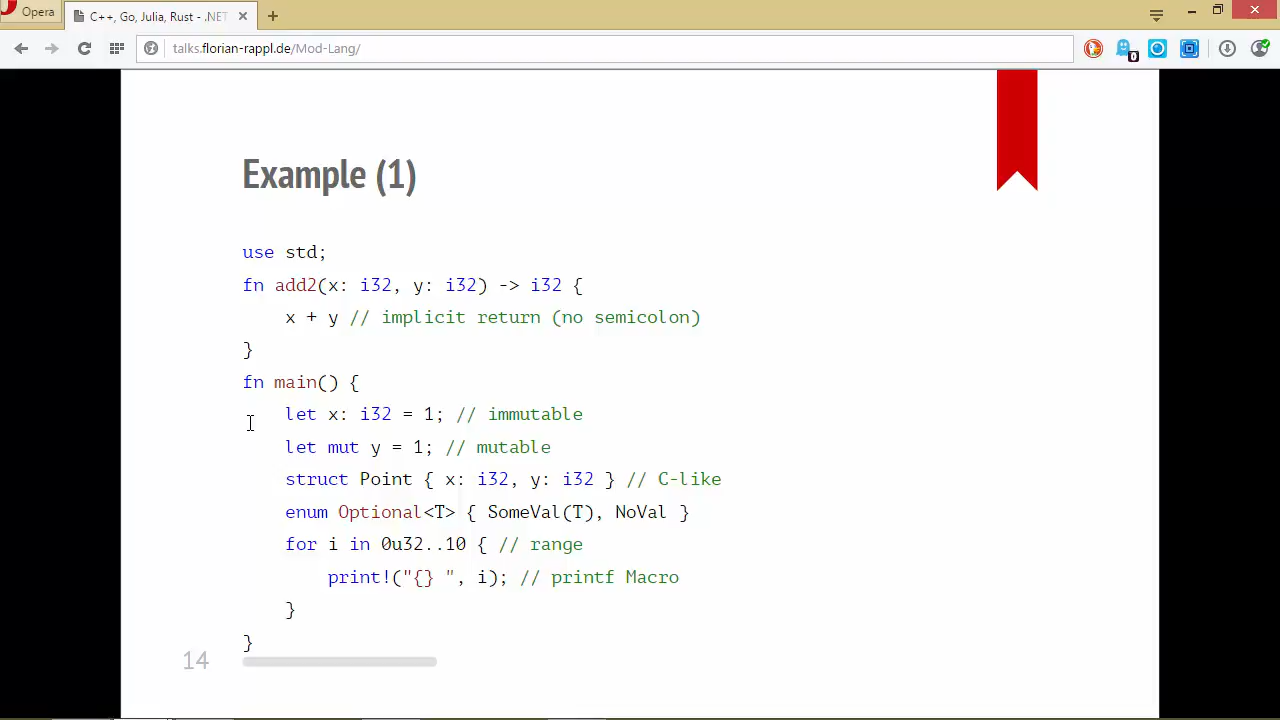 Opera
C++, Go, Julia, Rust - .NET
talks.florian-rappl.de/Mod-Lang/
0
Example (1)
use std;
fn add2(x: i32, y: i32) -> i32 {
x + y // implicit return (no semicolon)
}
fn main() {
let x: i32 = 1; // immutable
let mut y = 1; // mutable
struct Point { x: i32, y: i32 } // C-like
enum Optional<T> { SomeVal(T), NoVal }
for i in 0u32..10 { // range
print!("{} ", i); // printf Macro
}
}
14